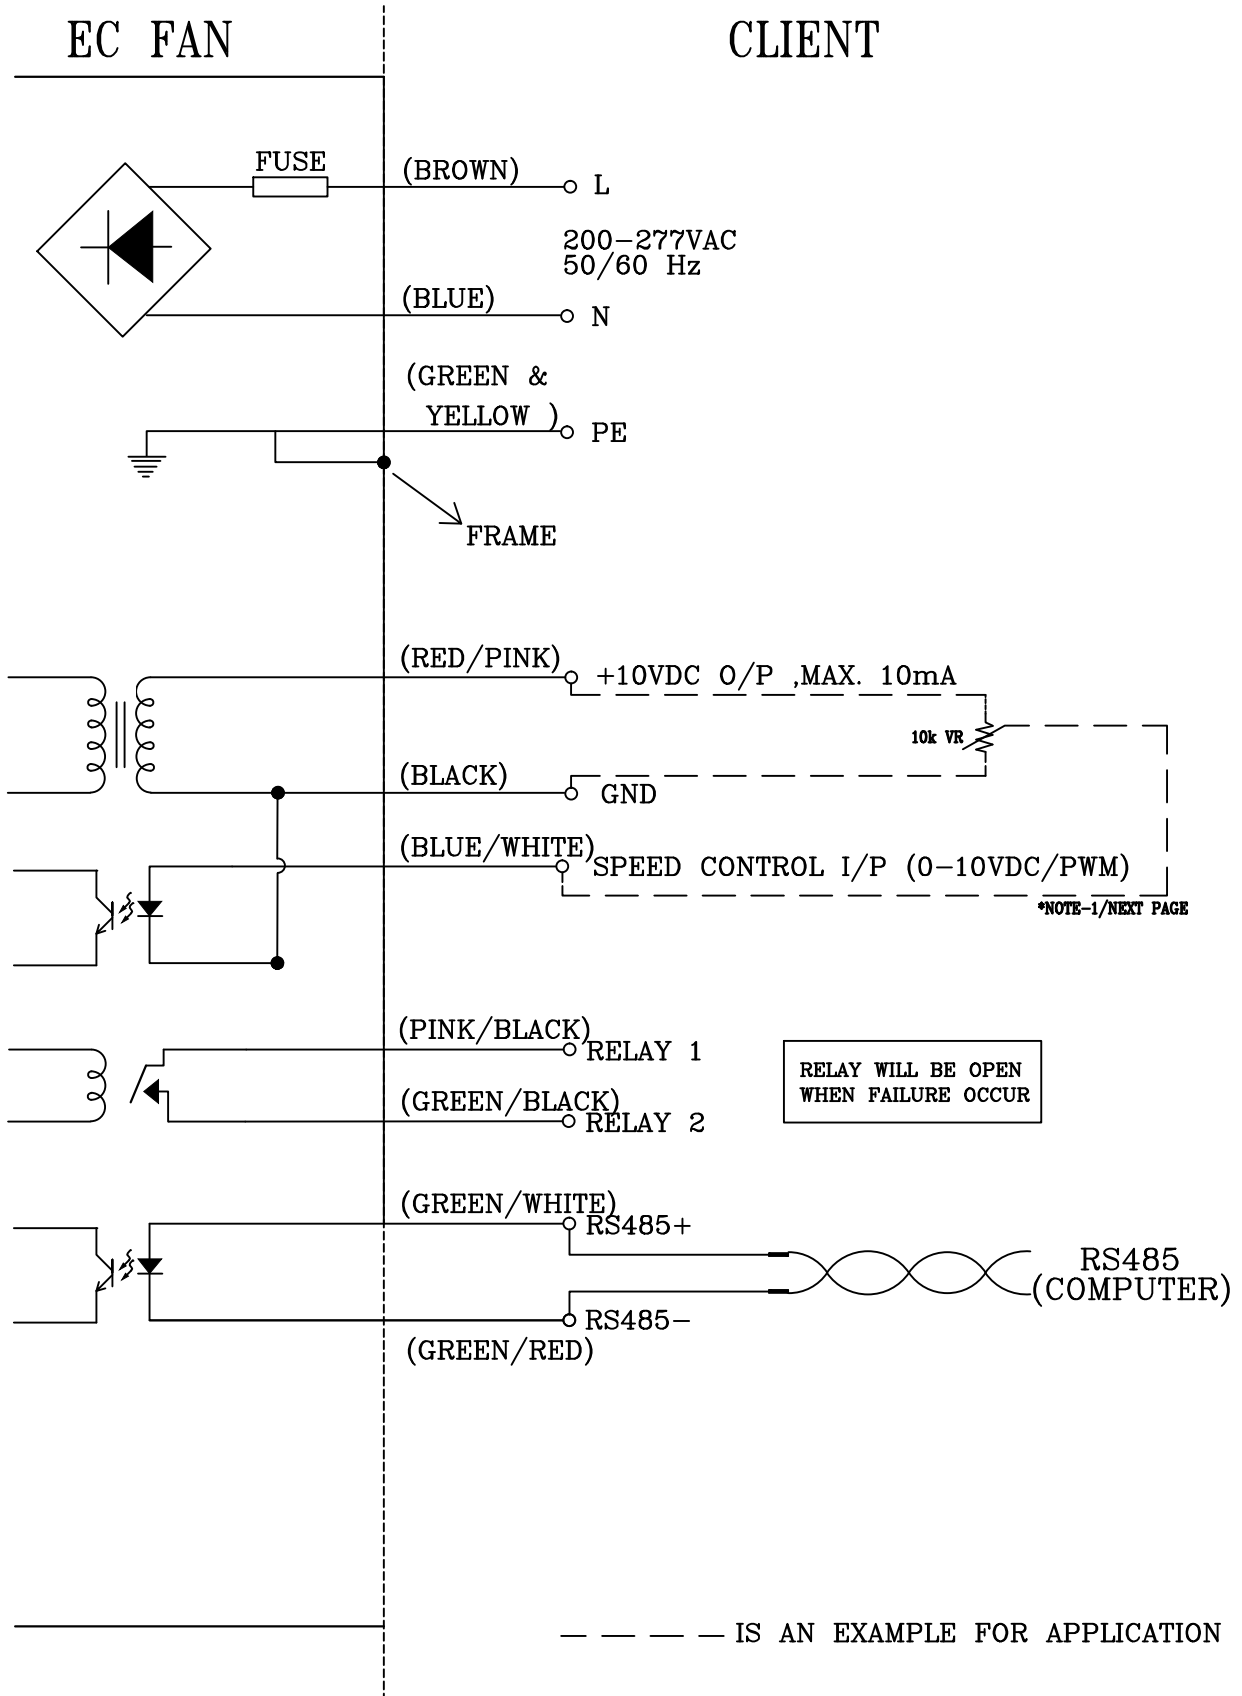 EC FAN
CLIENT
FUSE
(BROWN)
L
200-277VAC
50/60 Hz
(BLUE)
N
(GREEN &
YELLOW )
PE
FRAME
(RED/PINK)
+10VDC O/P ,MAX. 10mA
10k VR
(BLACK)
GND
(BLUE/WHITE)
SPEED CONTROL I/P (0-10VDC/PWM)
*NOTE-1/NEXT PAGE
(PINK/BLACK)
RELAY 1
RELAY WILL BE OPEN
WHEN FAILURE OCCUR
(GREEN/BLACK)
RELAY 2
(GREEN/WHITE)
RS485+
RS485
(COMPUTER)
RS485-
(GREEN/RED)
IS AN EXAMPLE FOR APPLICATION